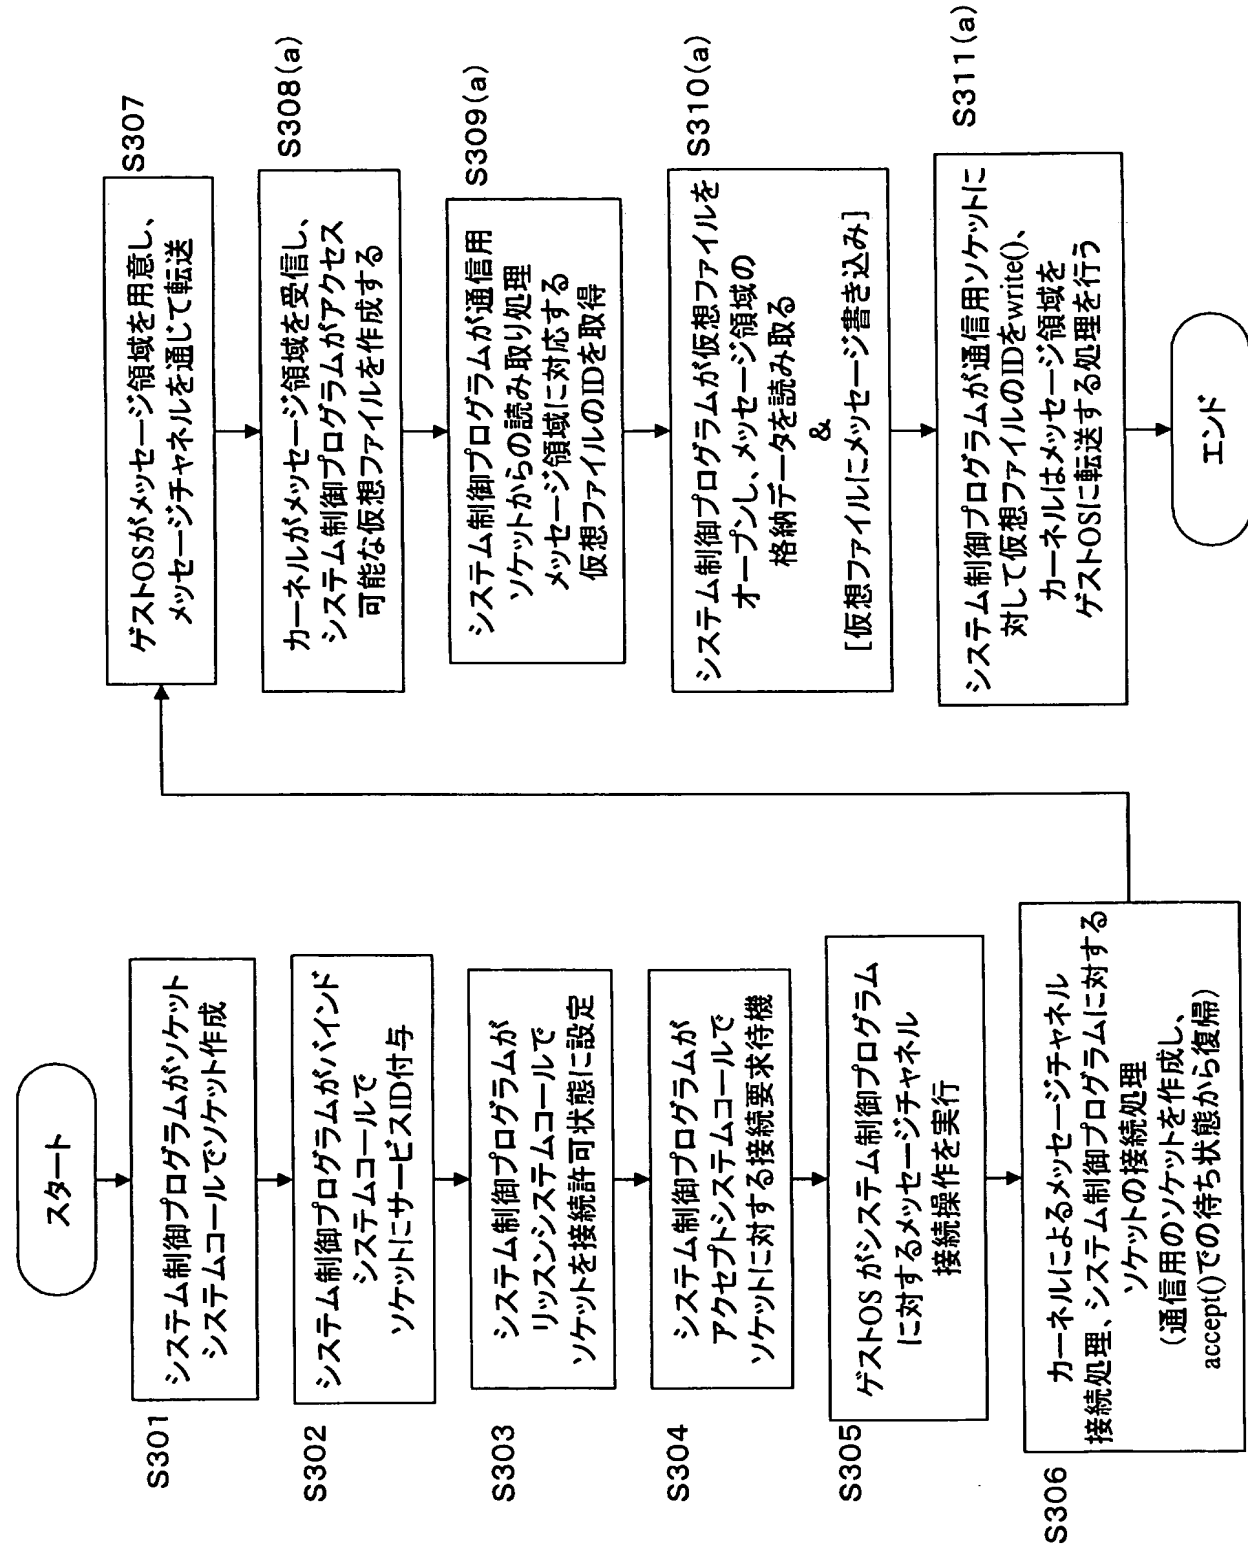 スタート
S301
システム制御プログラムがソケット
システムコールでソケット作成
S302
システム制御プログラムがバインド
システムコールで
ソケットにサービスID付与
S303
システム制御プログラムが
リッスンシステムコールで
ソケットを接続許可状態に設定
S304
システム制御プログラムが
アクセプトシステムコールで
ソケットに対する接続要求待機
S305
ゲストOS がシステム制御プログラム
に対するメッセージチャネル
接続操作を実行
S306
カーネルによるメッセージチャネル
接続処理、システム制御プログラムに対する
ソケットの接続処理
(通信用のソケットを作成し、
accept()での待ち状態から復帰)
S307
ゲストOSがメッセージ領域を用意し、
メッセージチャネルを通じて転送
S308(a)
カーネルがメッセージ領域を受信し、
システム制御プログラムがアクセス
可能な仮想ファイルを作成する
S309(a)
システム制御プログラムが通信用
ソケットからの読み取り処理
メッセージ領域に対応する
仮想ファイルのIDを取得
S310(a)
システム制御プログラムが仮想ファイルを
オープンし、メッセージ領域の
格納データを読み取る
&
[仮想ファイルにメッセージ書き込み]
S311(a)
システム制御プログラムが通信用ソケットに
対して仮想ファイルのIDをwrite()、
カーネルはメッセージ領域を
ゲストOSに転送する処理を行う
エンド